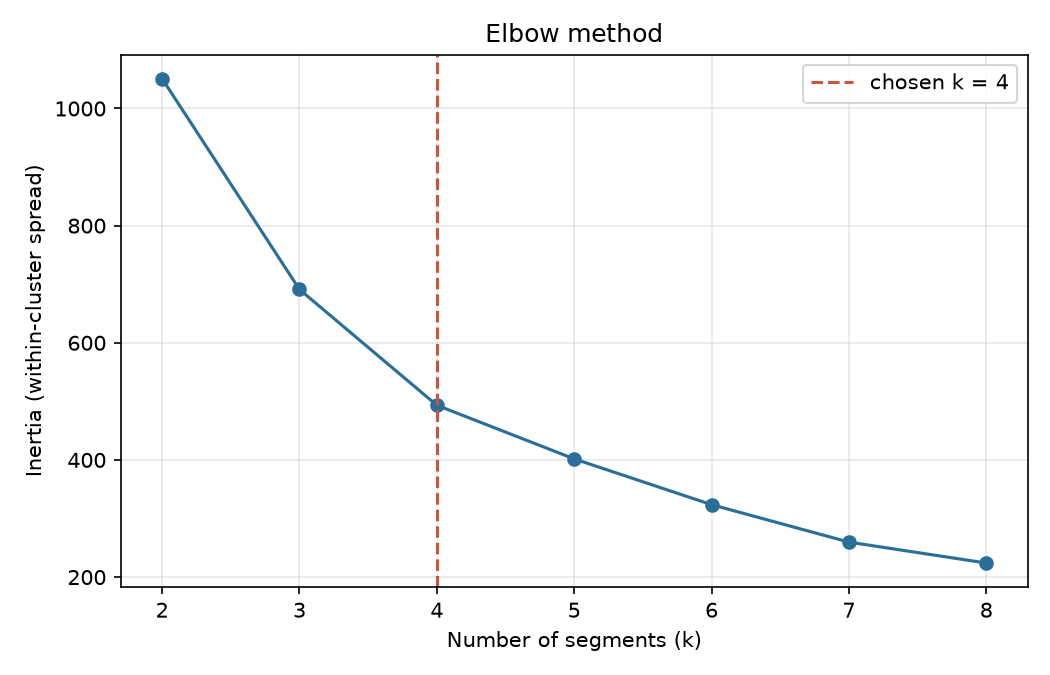 Elbow method
chosen k = 4
Inertia (within-cluster spread)
1000
800
600
400
200
2 3 4 5 6 7 8
Number of segments (k)